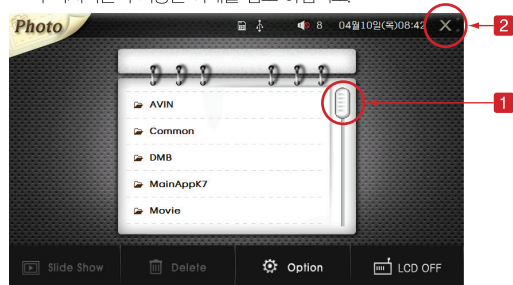 Photo
8 04월10일(목)08:42 X
2
1
AVIN
Common
DMB
MainAppK7
Movie
Slide Show Delete Option LCD OFF